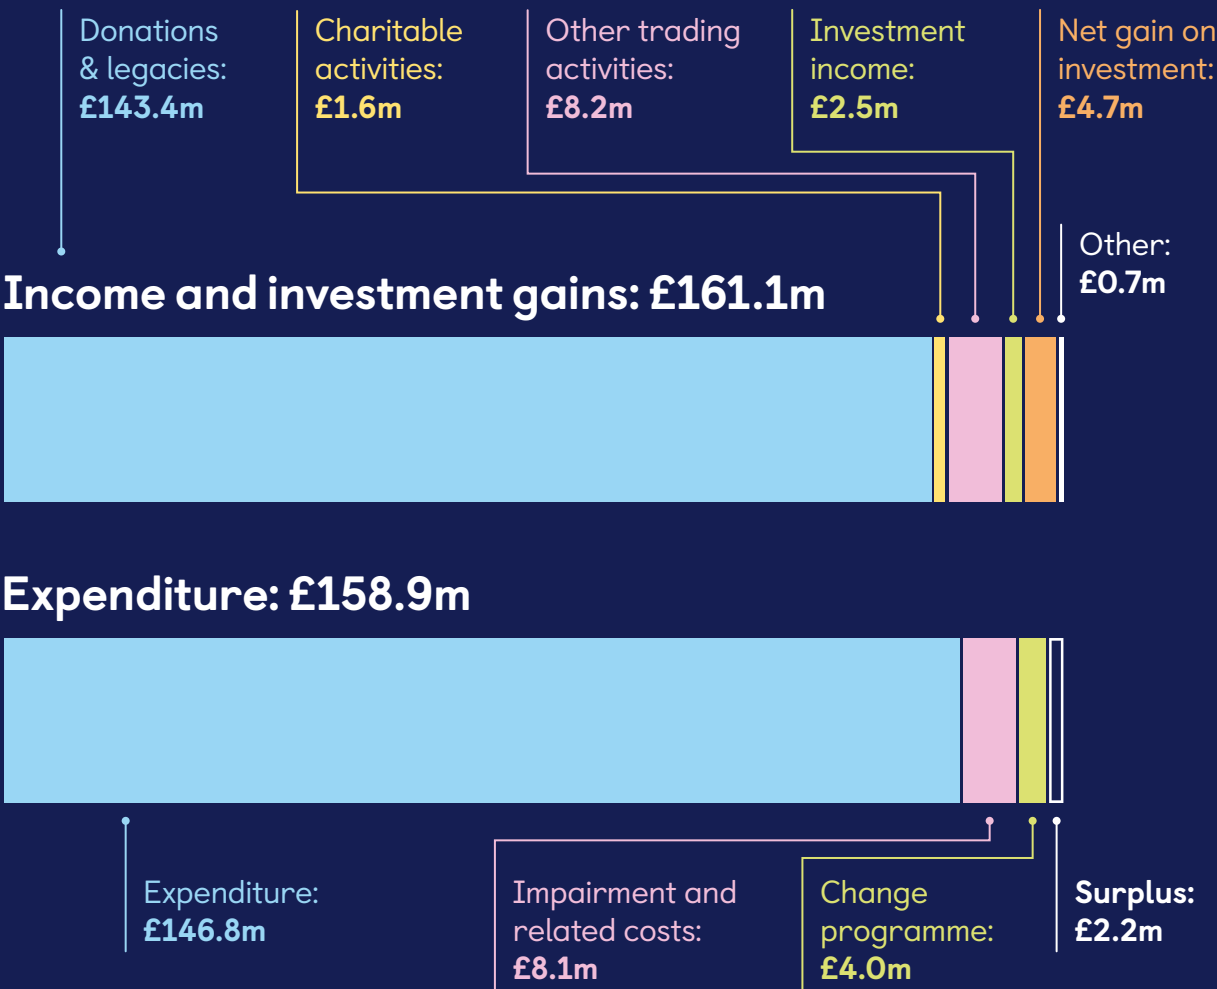 Donations
& legacies:
£143.4m
Charitable
activities:
£1.6m
Other trading
activities:
£8.2m
Investment
income:
£2.5m
Net gain on
investment:
£4.7m
Other:
£0.7m
Income and investment gains: £161.1m
Expenditure: £158.9m
Expenditure:
£146.8m
Impairment and
related costs:
£8.1m
Change
programme:
£4.0m
Surplus:
£2.2m